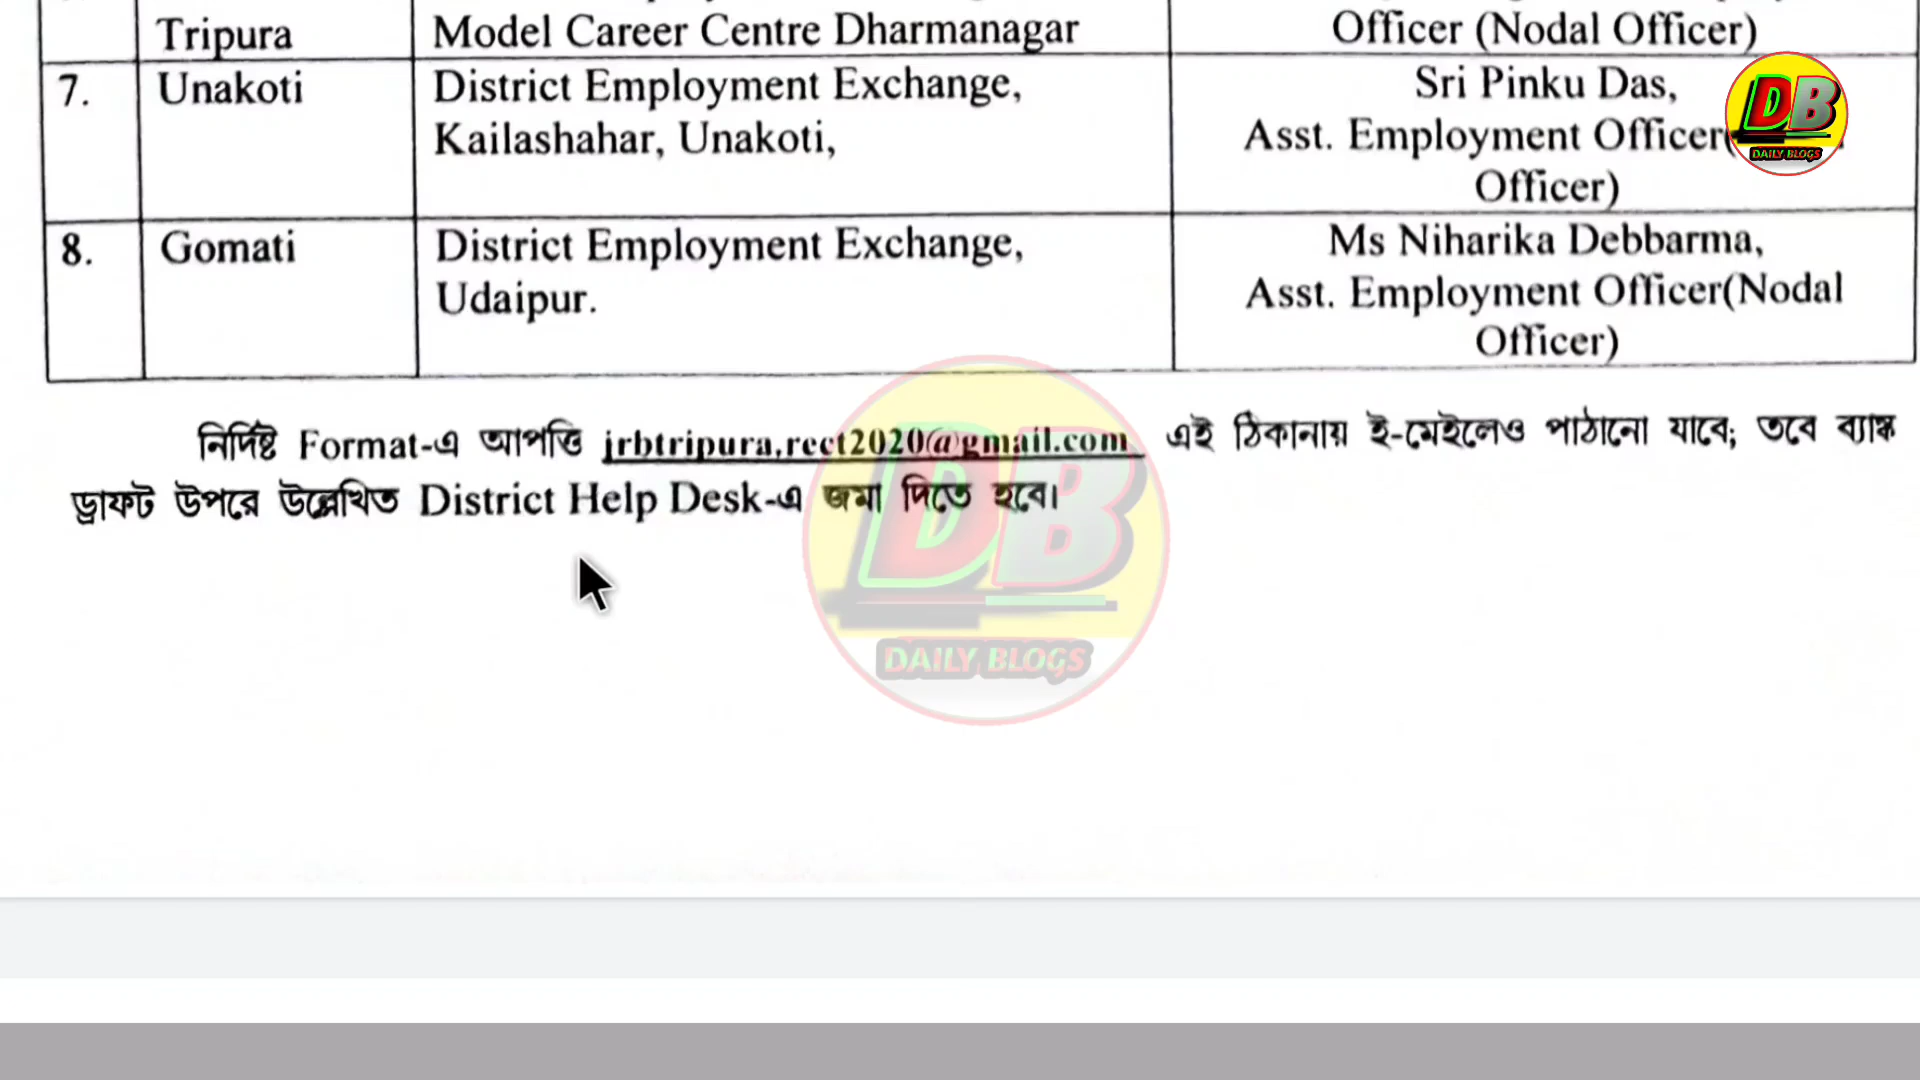 Tripura
Model Career Centre Dharmanagar
Officer (Nodal Officer)
7.
Unakoti
District Employment Exchange,
Kailashahar, Unakoti,
Sri Pinku Das,
Asst. Employment Officer(
Officer)
8.
Gomati
District Employment Exchange,
Udaipur.
Ms Niharika Debbarma,
Asst. Employment Officer(Nodal
Officer)
নির্দিষ্ট Format-এ আপত্তি jrbtripura.rect2020@gmail.com এই ঠিকানায় ই-মেইলেও পাঠানো যাবে; তবে ব্যাঙ্ক
ড্রাফট উপরে উল্লেখিত District Help Desk-এ জমা দিতে হবে।
DB
DAILY BLOGS
DB
DAILY BLOGS